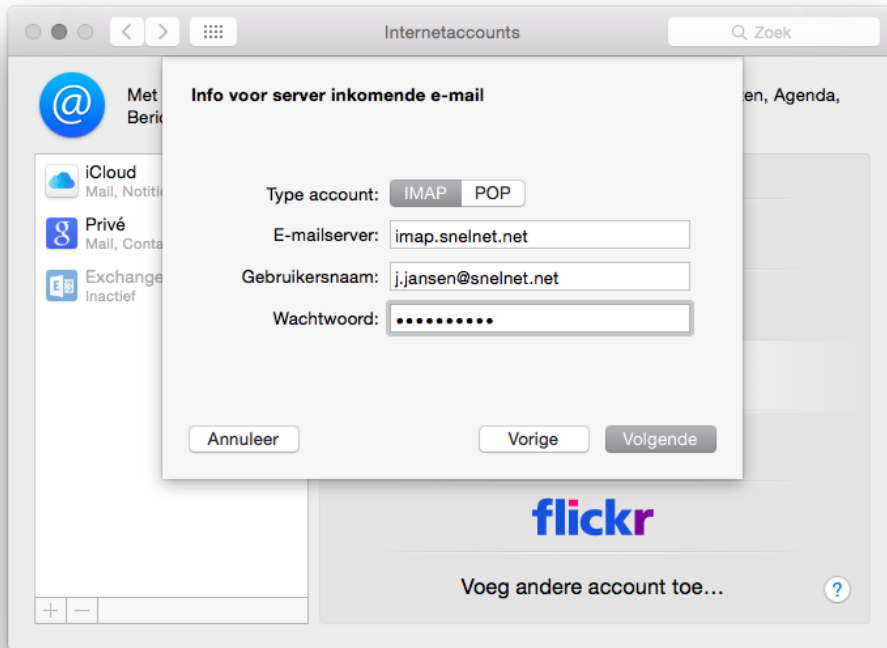 Internetaccounts
Zoek
Met
Beric
en, Agenda,
Info voor server inkomende e-mail
Type account: IMAP POP
E-mailserver: imap.snelnet.net
Gebruikersnaam: j.jansen@snelnet.net
Wachtwoord: ••••••••••
Annuleer Vorige Volgende
iCloud
Mail, Notitie
Privé
Mail, Conta
Exchange
Inactief
flickr
Voeg andere account toe...
?